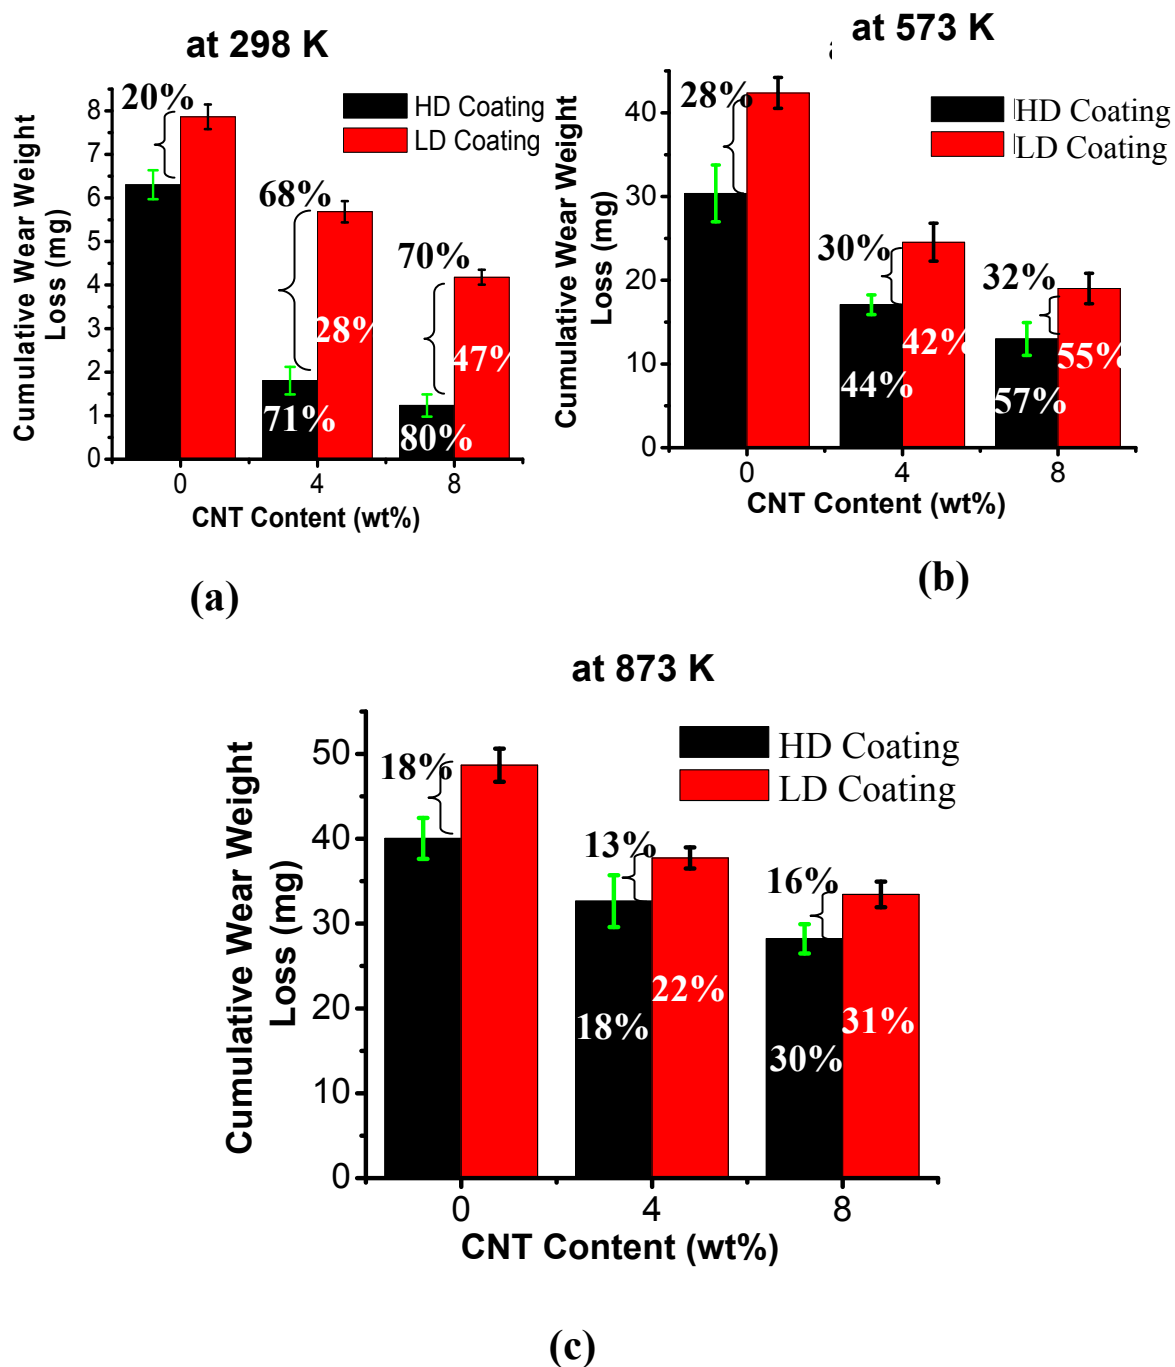 at 298 K
20%
HD Coating
LD Coating
68%
70%
28%
47%
71%
80%
Cumulative Wear Weight
Loss (mg)
8
7
6
5
4
3
2
1
0
0 4 8
CNT Content (wt%)
(a)
at 573 K
28%
HD Coating
LD Coating
30%
32%
42%
55%
44%
57%
Cumulative Wear Weight
Loss (mg)
40
30
20
10
0
0 4 8
CNT Content (wt%)
(b)
at 873 K
18%
HD Coating
LD Coating
13%
16%
22%
31%
18%
30%
Cumulative Wear Weight
Loss (mg)
50
40
30
20
10
0
0 4 8
CNT Content (wt%)
(c)